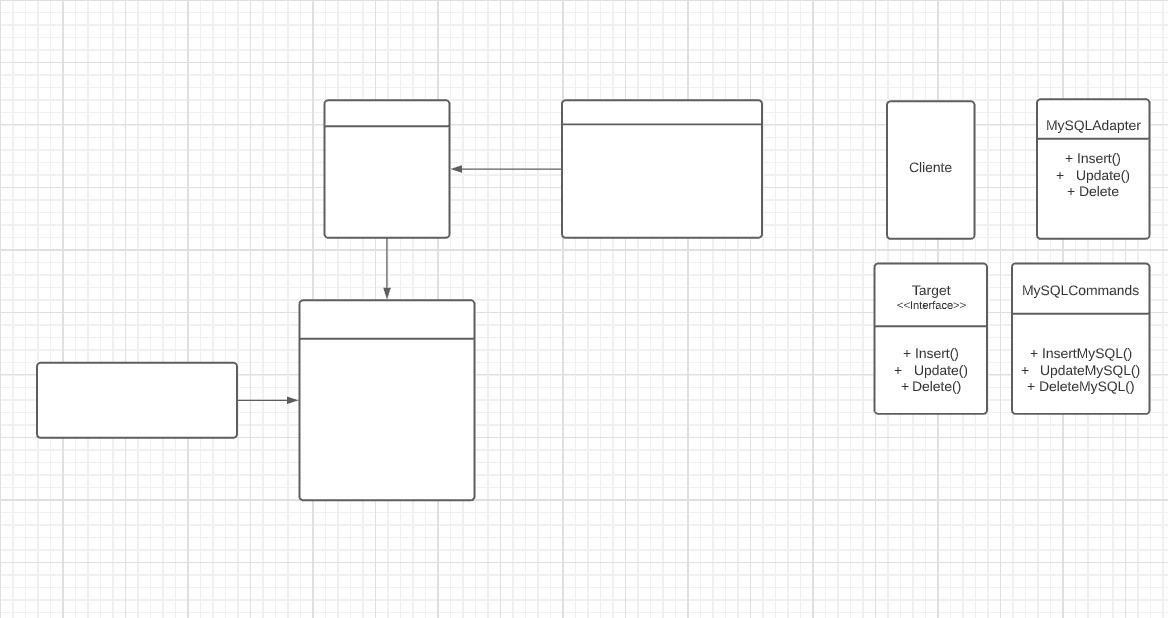 Cliente
MySQLAdapter
+ Insert()
+ Update()
+ Delete
Target
<<Interface>>
+ Insert()
+ Update()
+ Delete()
MySQLCommands
+ InsertMySQL()
+ UpdateMySQL()
+ DeleteMySQL()